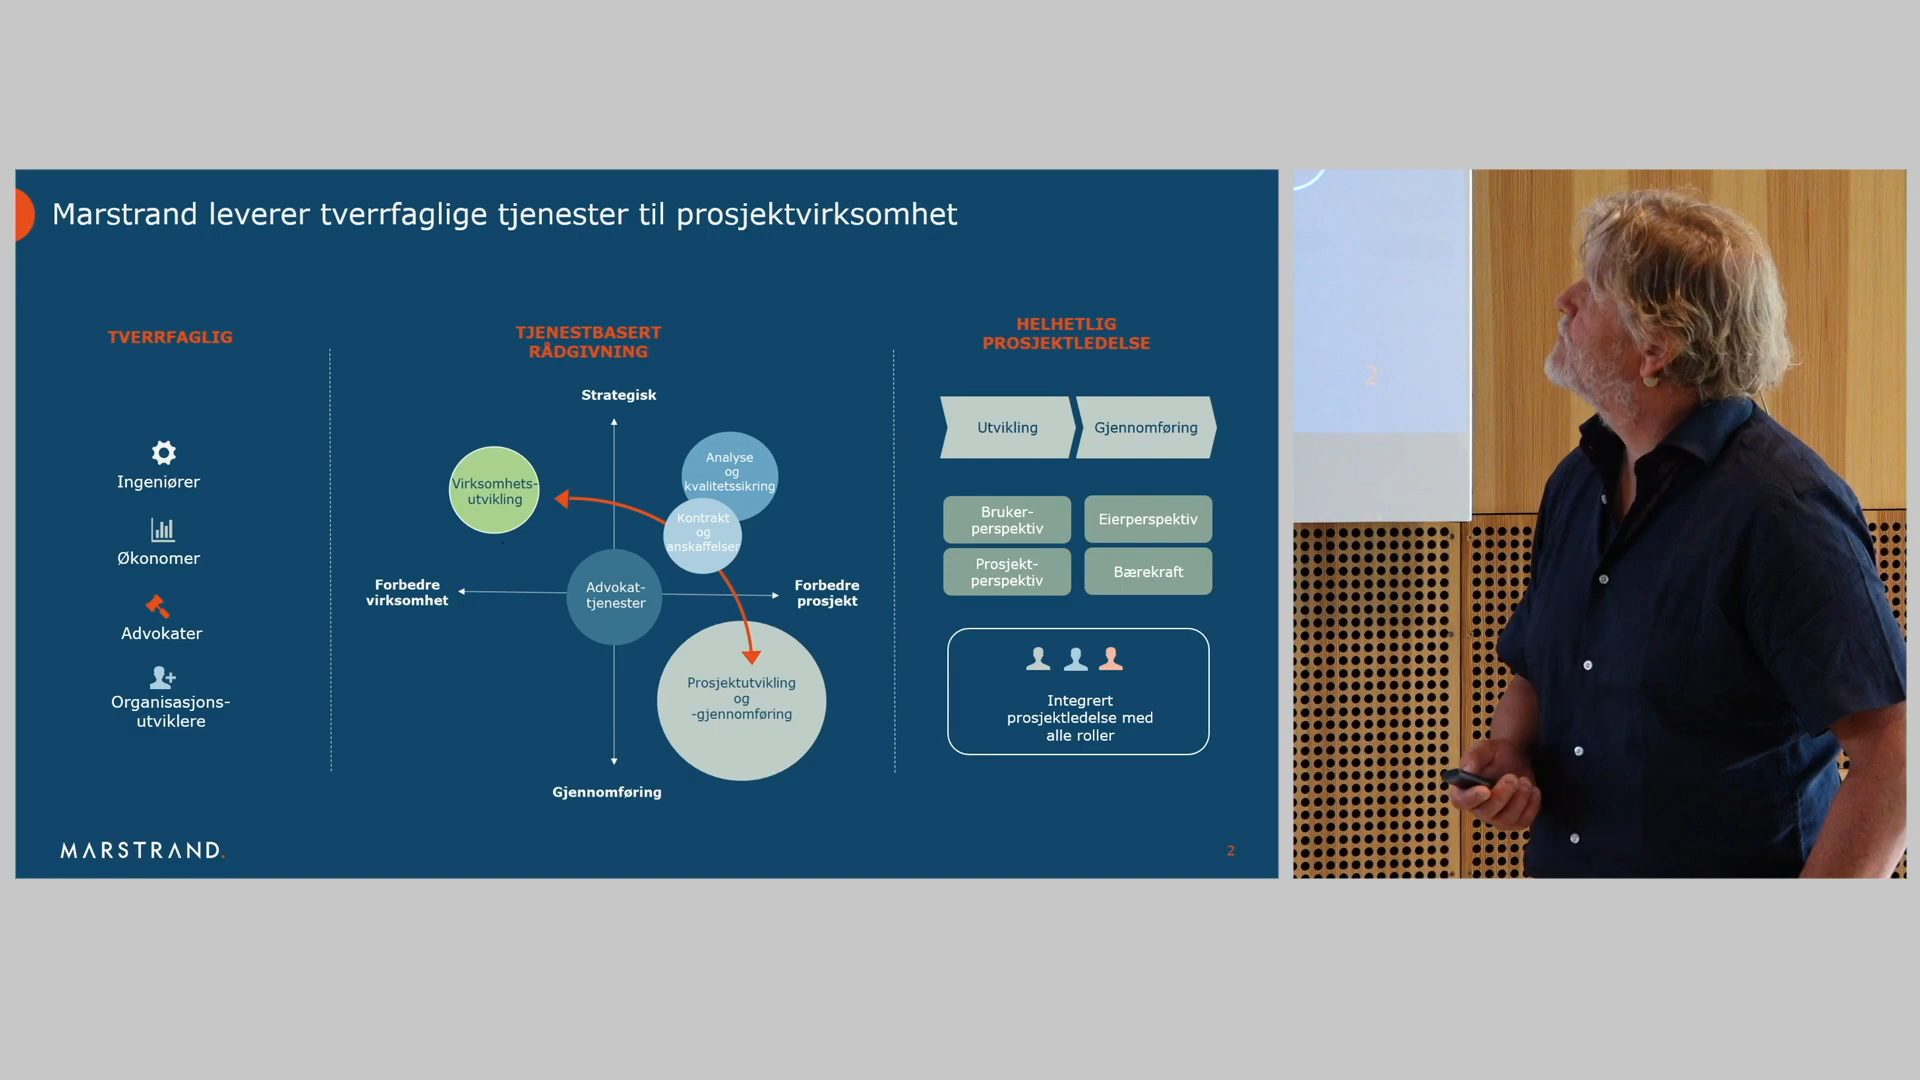 Marstrand leverer tverrfaglige tjenester til prosjektvirksomhet
TVERRFAGLIG
Ingeniører
Økonomer
Advokater
Organisasjons-
utviklere
TJENESTBASERT
RÅDGIVNING
Strategisk
Virksomhets-
utvikling
Analyse
og
kvalitetssikring
Kontrakt
og
anskaffelser
Forbedre
virksomhet
Advokat-
tjenester
Forbedre
prosjekt
Prosjektutvikling
og
-gjennomføring
Gjennomføring
HELHETLIG
PROSJEKTLEDELSE
Utvikling
Gjennomføring
Bruker-
perspektiv
Eierperspektiv
Prosjekt-
perspektiv
Bærekraft
Integrert
prosjektledelse med
alle roller
MARSTRAND.
2
2